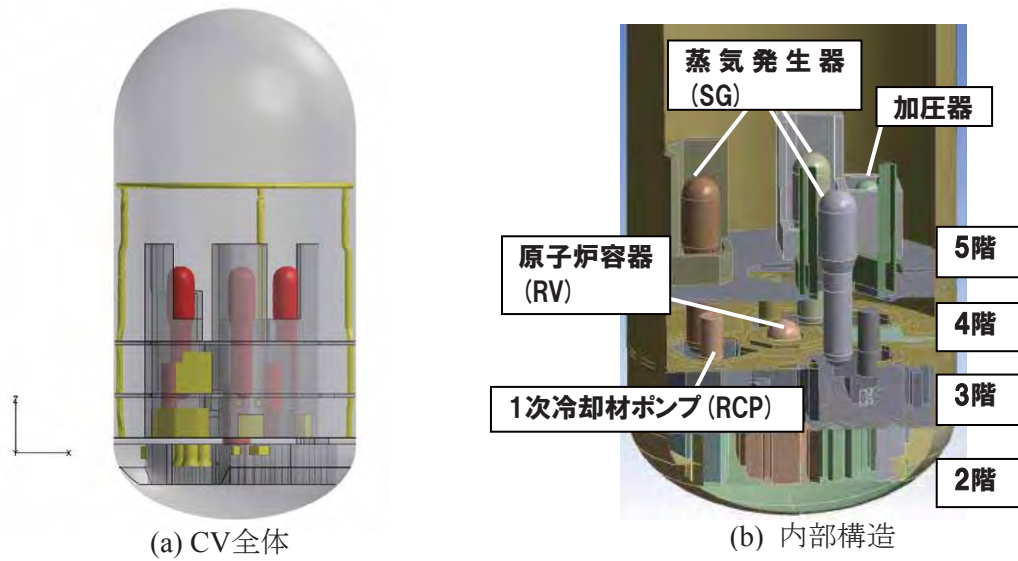 z
x
(a) CV全体
蒸気発生器
(SG)
加圧器
原子炉容器
(RV)
1次冷却材ポンプ(RCP)
5階
4階
3階
2階
(b) 内部構造